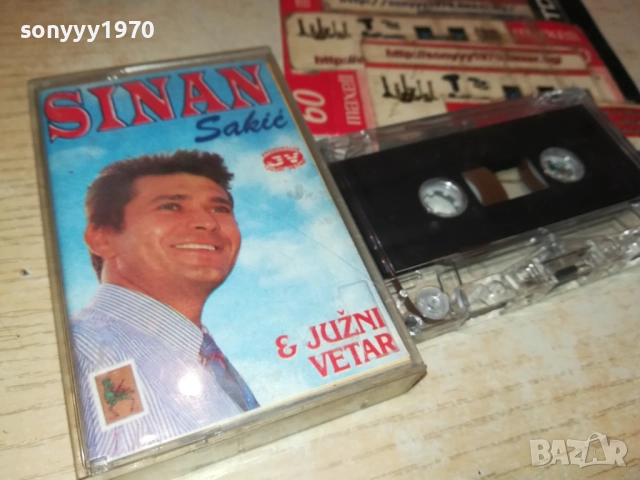 sonyyy1970
SINAN
Sakić
JV
& JUŽNI
VETAR
60
maxell
BAZAR